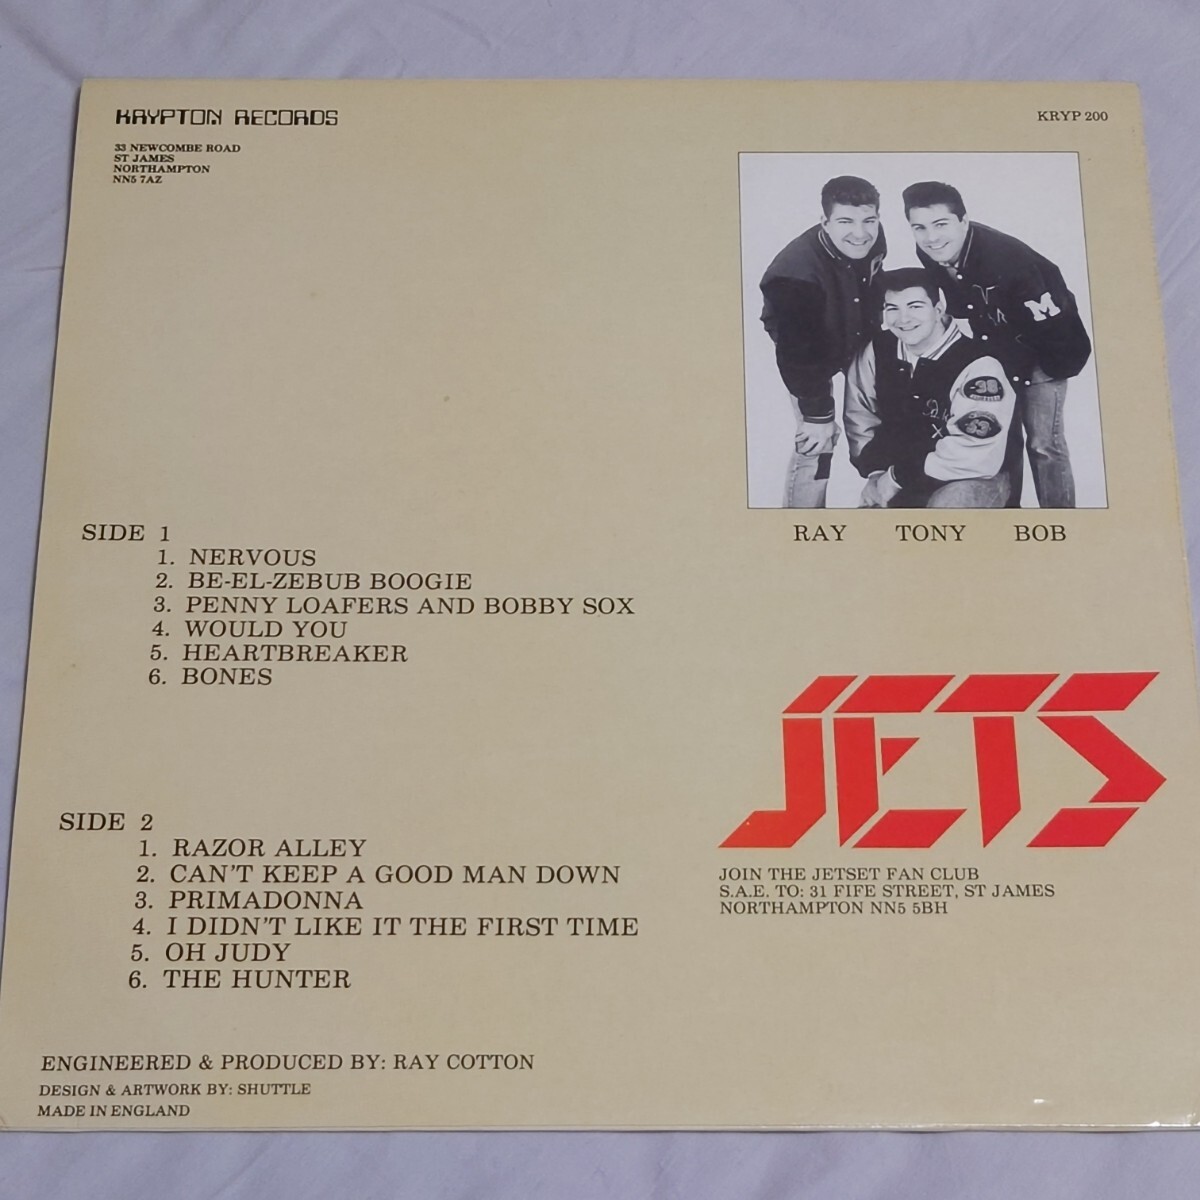 KRYPTON RECORDS
33 NEWCOMBE ROAD
ST JAMES
NORTHAMPTON
NN5 7AZ
KRYP 200
M
38
33
RAY TONY BOB
SIDE 1
1. NERVOUS
2. BE-EL-ZEBUB BOOGIE
3. PENNY LOAFERS AND BOBBY SOX
4. WOULD YOU
5. HEARTBREAKER
6. BONES
JETS
JOIN THE JETSET FAN CLUB
S.A.E. TO: 31 FIFE STREET, ST JAMES
NORTHAMPTON NN5 5BH
SIDE 2
1. RAZOR ALLEY
2. CAN'T KEEP A GOOD MAN DOWN
3. PRIMADONNA
4. I DIDN'T LIKE IT THE FIRST TIME
5. OH JUDY
6. THE HUNTER
ENGINEERED & PRODUCED BY: RAY COTTON
DESIGN & ARTWORK BY: SHUTTLE
MADE IN ENGLAND